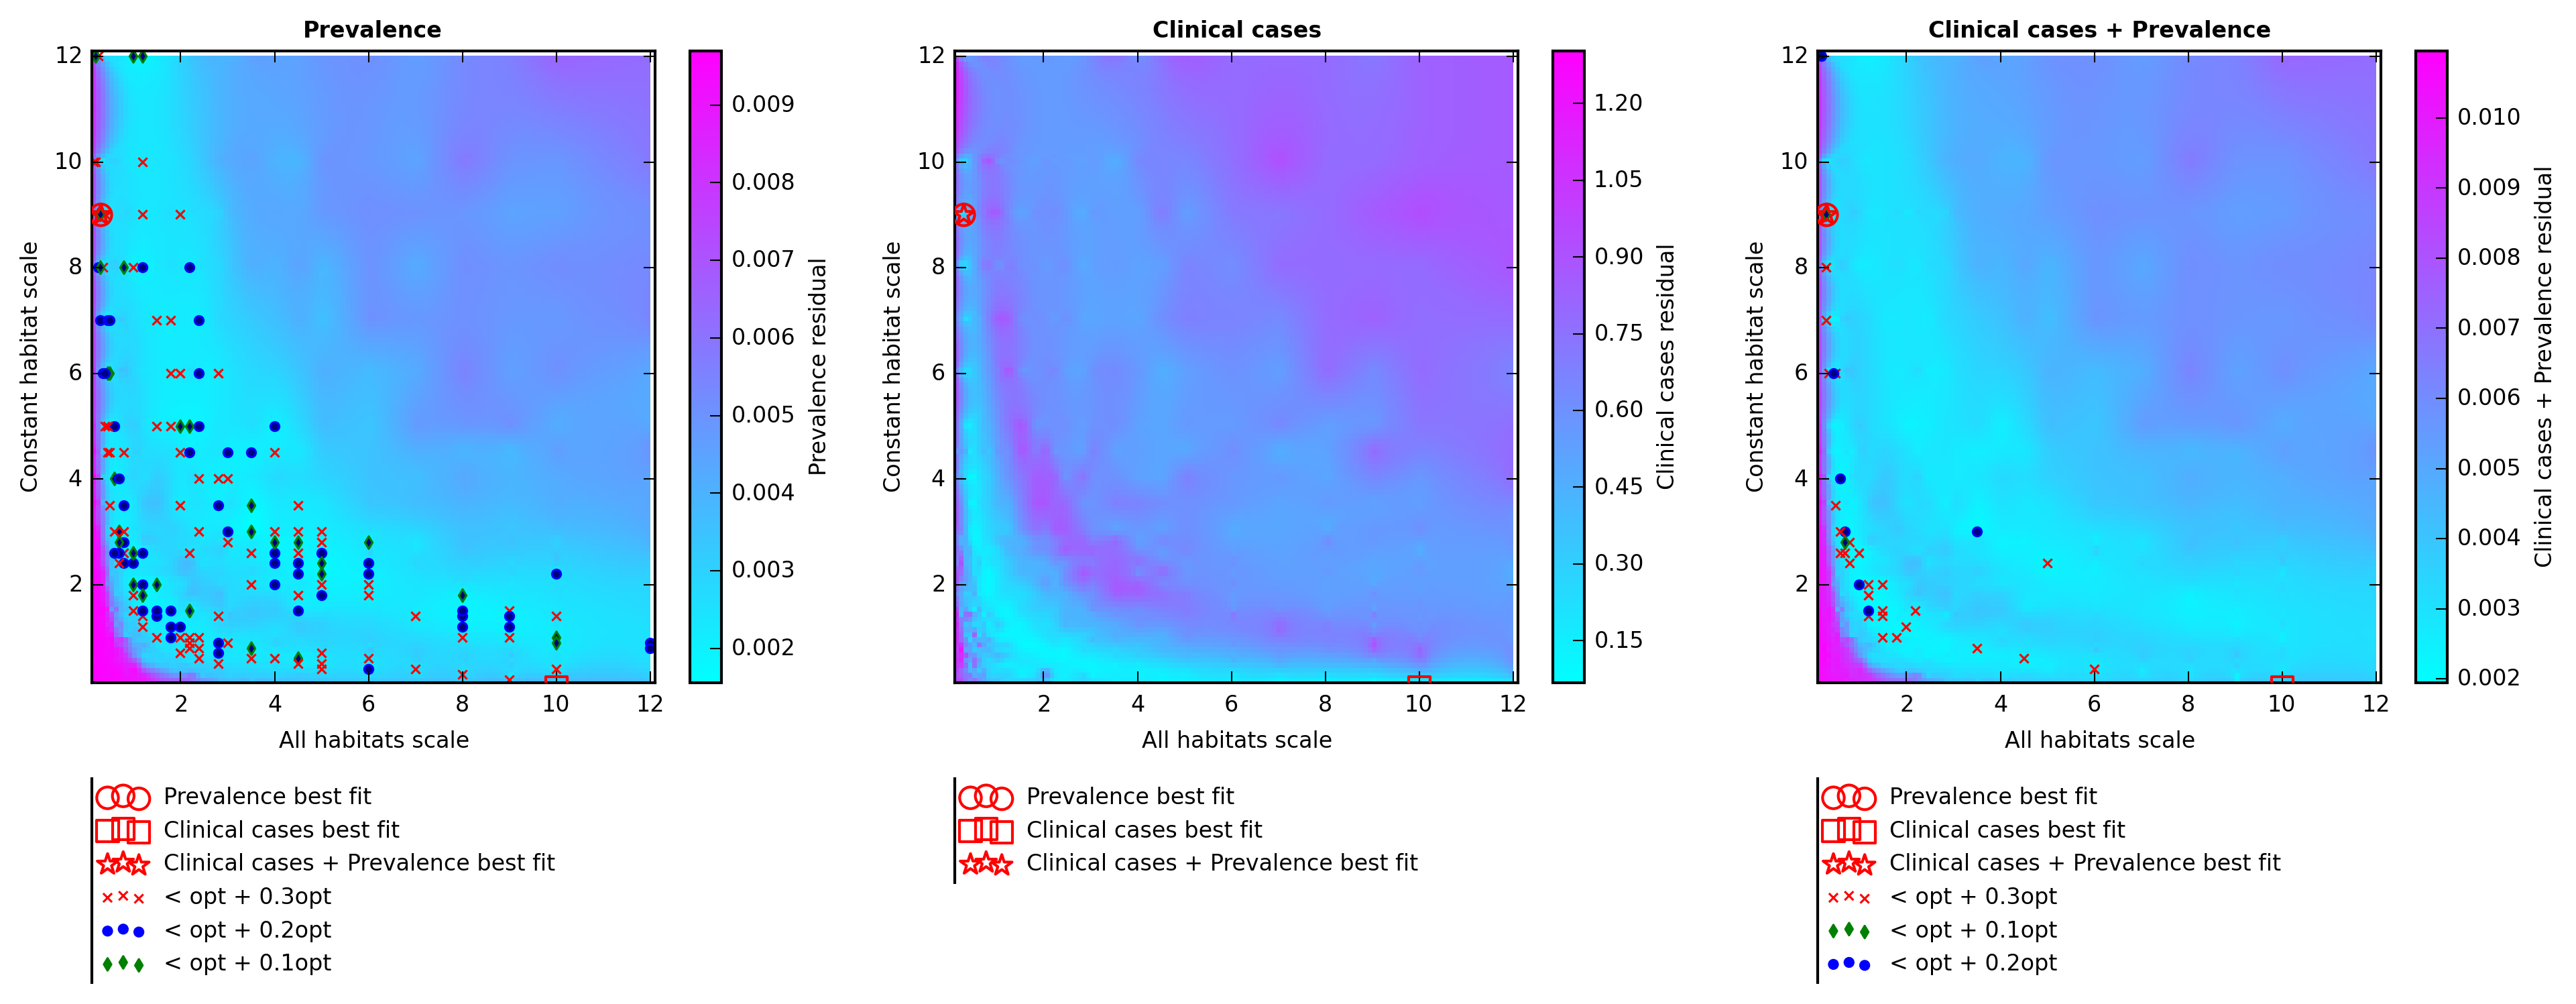 Prevalence
12
10
8
6
4
2
Constant habitat scale
2 4 6 8 10 12
All habitats scale
0.009
0.008
0.007
0.006
0.005
0.004
0.003
0.002
Prevalence residual
Prevalence best fit
Clinical cases best fit
Clinical cases + Prevalence best fit
< opt + 0.3opt
< opt + 0.2opt
< opt + 0.1opt
Clinical cases
12
10
8
6
4
2
Constant habitat scale
2 4 6 8 10 12
All habitats scale
1.20
1.05
0.90
0.75
0.60
0.45
0.30
0.15
Clinical cases residual
Prevalence best fit
Clinical cases best fit
Clinical cases + Prevalence best fit
Clinical cases + Prevalence
12
10
8
6
4
2
Constant habitat scale
2 4 6 8 10 12
All habitats scale
0.010
0.009
0.008
0.007
0.006
0.005
0.004
0.003
0.002
Clinical cases + Prevalence residual
Prevalence best fit
Clinical cases best fit
Clinical cases + Prevalence best fit
< opt + 0.3opt
< opt + 0.1opt
< opt + 0.2opt